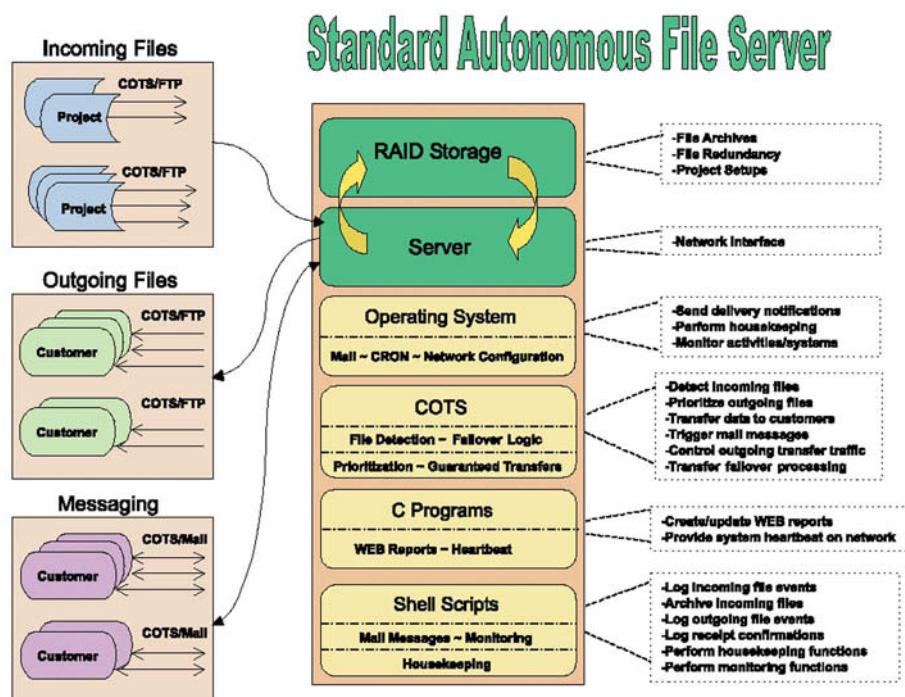 Standard Autonomous File Server
Incoming Files
COTS/FTP
Project
COTS/FTP
Project
Outgoing Files
COTS/FTP
Customer
COTS/FTP
Customer
Messaging
COTS/Mail
Customer
COTS/Mail
Customer
RAID Storage
Server
Operating System
Mail ~ CRON ~ Network Configuration
COTS
File Detection ~ Failover Logic
Prioritization ~ Guaranteed Transfers
C Programs
WEB Reports ~ Heartbeat
Shell Scripts
Mail Messages ~ Monitoring
Housekeeping
-File Archives
-File Redundancy
-Project Setups
-Network Interface
-Send delivery notifications
-Perform housekeeping
-Monitor activities/systems
-Detect incoming files
-Prioritize outgoing files
-Transfer data to customers
-Trigger mail messages
-Control outgoing transfer traffic
-Transfer failover processing
-Create/update WEB reports
-Provide system heartbeat on network
-Log incoming file events
-Archive incoming files
-Log outgoing file events
-Log receipt confirmations
-Perform housekeeping functions
-Perform monitoring functions